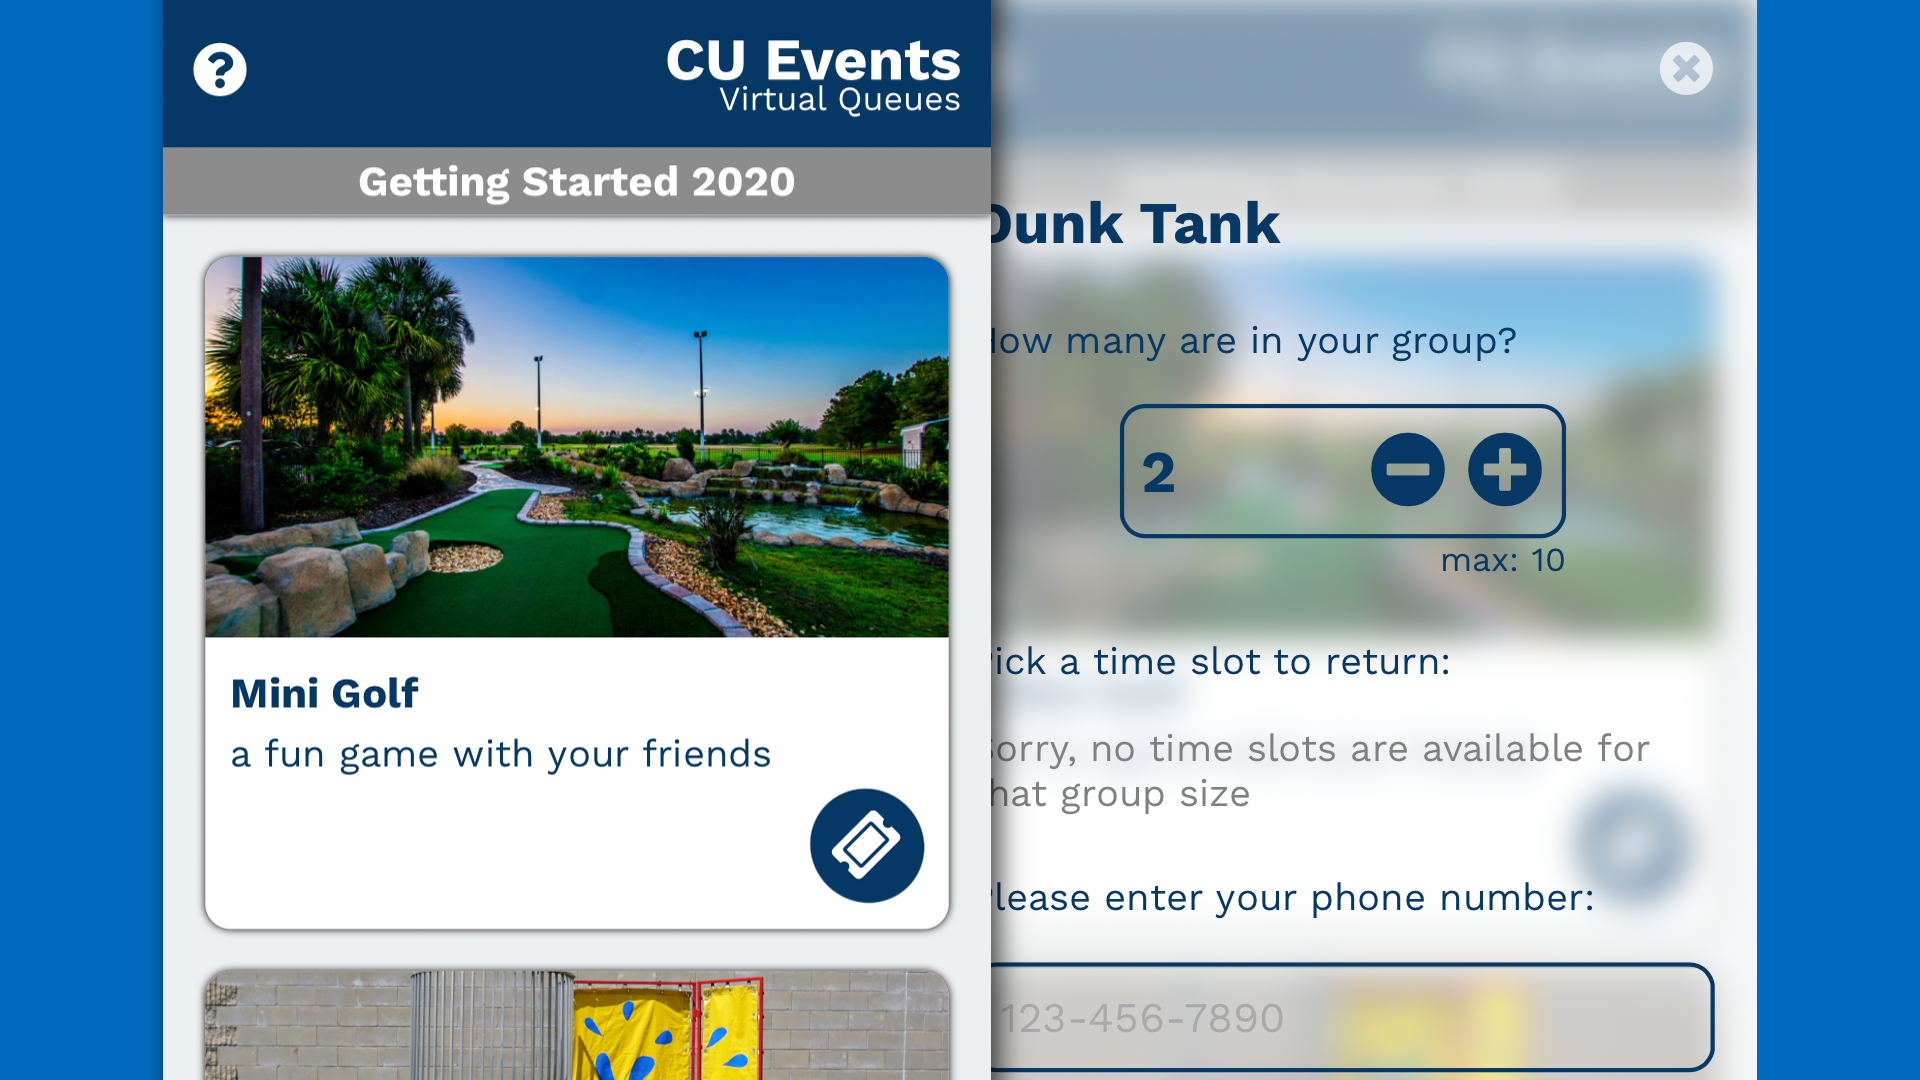 CU Events
Virtual Queues
Getting Started 2020
Mini Golf
a fun game with your friends
Dunk Tank
How many are in your group?
2
max: 10
Pick a time slot to return:
Sorry, no time slots are available for
that group size
Please enter your phone number:
123-456-7890